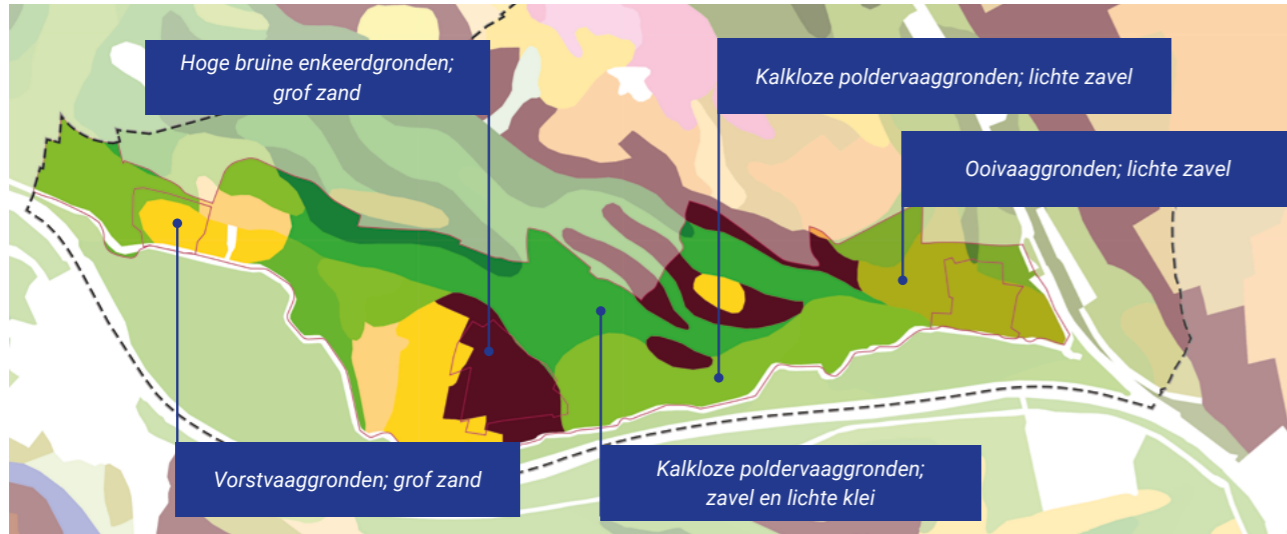 Hoge bruine enkeerdgronden;
grof zand
Kalkloze poldervaaggronden; lichte zavel
Ooivaaggronden; lichte zavel
Vorstvaaggronden; grof zand
Kalkloze poldervaaggronden;
zavel en lichte klei